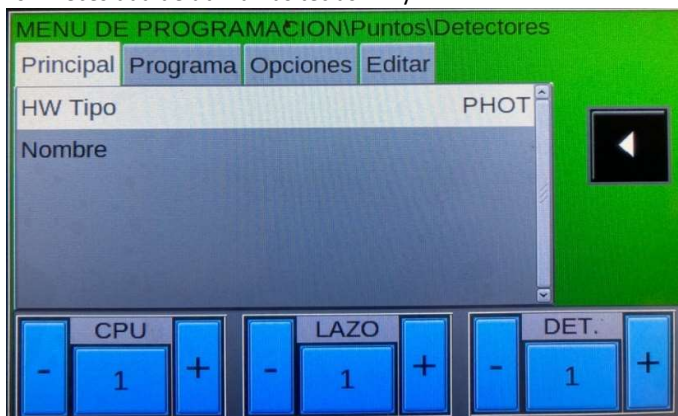 MENU DE PROGRAMACION\Puntos\Detectores
Principal Programa Opciones Editar
HW Tipo PHOT
Nombre
CPU LAZO DET.
- 1 + - 1 + - 1 +